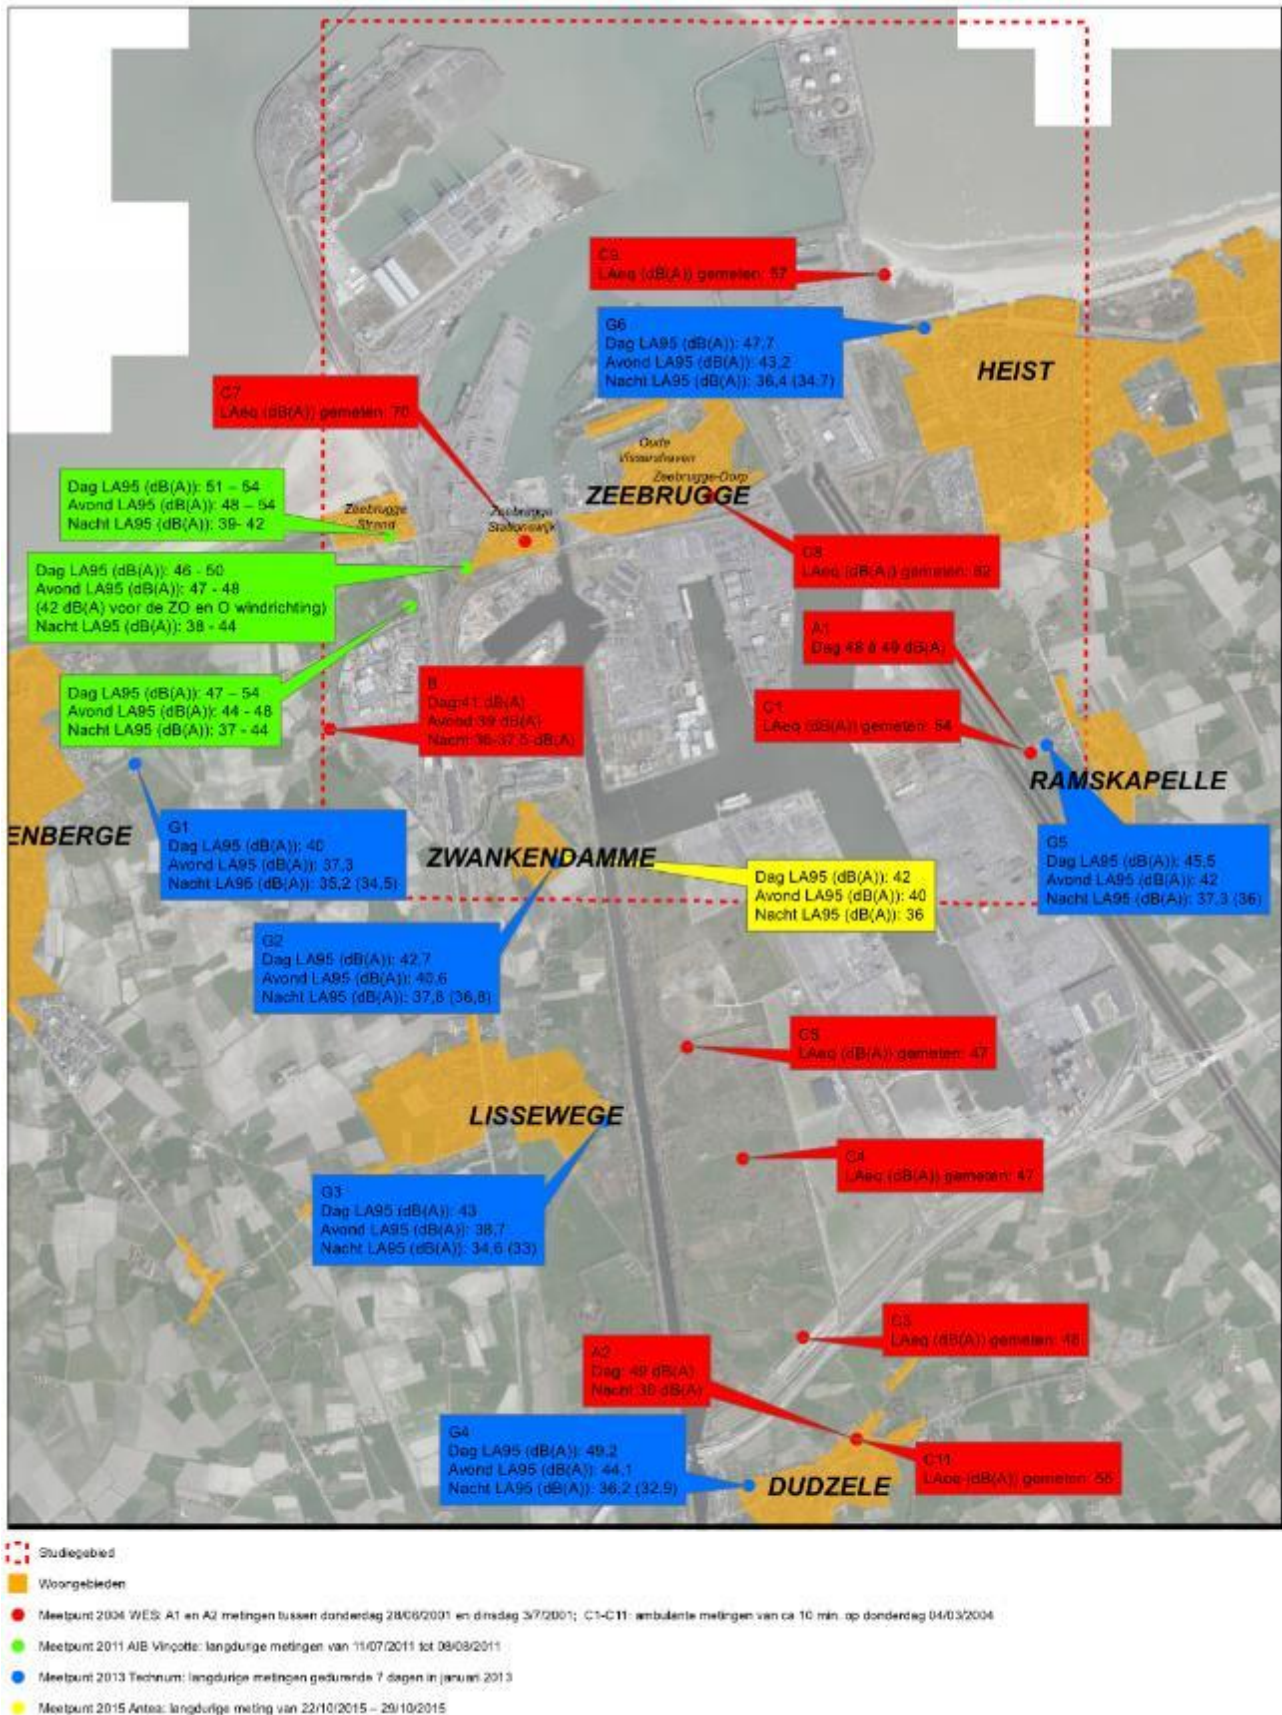 C9
LAeq (dB(A)) gemeten: 57
G6
Dag LA95 (dB(A)): 47,7
Avond LA95 (dB(A)): 43,2
Nacht LA95 (dB(A)): 36,4 (34,7)
HEIST
C7
LAeq (dB(A)) gemeten: 70
Oude
Vissershaven
Zeebrugge-Dorp
ZEEBRUGGE
Dag LA95 (dB(A)): 51 – 54
Avond LA95 (dB(A)): 48 – 54
Nacht LA95 (dB(A)): 39- 42
Zeebrugge
Strand
Zeebrugge
Stationswijk
C8
LAeq (dB(A)) gemeten: 62
Dag LA95 (dB(A)): 46 - 50
Avond LA95 (dB(A)): 47 - 48
(42 dB(A) voor de ZO en O windrichting)
Nacht LA95 (dB(A)): 38 - 44
A1
Dag 48 à 49 dB(A)
Dag LA95 (dB(A)): 47 – 54
Avond LA95 (dB(A)): 44 - 48
Nacht LA95 (dB(A)): 37 - 44
B
Dag:41 dB(A)
Avond 39 dB(A)
Nacht 36-37,5 dB(A)
C1
LAeq (dB(A)) gemeten: 54
RAMSKAPELLE
ENBERGE
G1
Dag LA95 (dB(A)): 40
Avond LA95 (dB(A)): 37,3
Nacht LA95 (dB(A)): 35,2 (34,5)
ZWANKENDAMME
Dag LA95 (dB(A)): 42
Avond LA95 (dB(A)): 40
Nacht LA95 (dB(A)): 36
G5
Dag LA95 (dB(A)): 45,5
Avond LA95 (dB(A)): 42
Nacht LA95 (dB(A)): 37,3 (36)
G2
Dag LA95 (dB(A)): 42,7
Avond LA95 (dB(A)): 40,6
Nacht LA95 (dB(A)): 37,8 (36,8)
C5
LAeq (dB(A)) gemeten: 47
LISSEWEGE
C4
LAeq (dB(A)) gemeten: 47
G3
Dag LA95 (dB(A)): 43
Avond LA95 (dB(A)): 38,7
Nacht LA95 (dB(A)): 34,6 (33)
C3
LAeq (dB(A)) gemeten: 48
A2
Dag: 49 dB(A)
Nacht:38 dB(A)
G4
Dag LA95 (dB(A)): 49,2
Avond LA95 (dB(A)): 44,1
Nacht LA95 (dB(A)): 36,2 (32,9)
C11
LAeq (dB(A)) gemeten:
DUDZELE
Studiegebied
Woongebieden
Meetpunt 2004 WES: A1 en A2 metingen tussen donderdag 28/06/2001 en dinsdag 3/7/2001; C1-C11: ambulante metingen van ca 10 min. op donderdag 04/03/2004
Meetpunt 2011 AIB Vinçotte: langdurige metingen van 11/07/2011 tot 08/08/2011
Meetpunt 2013 Technum: langdurige metingen gedurende 7 dagen in januari 2013
Meetpunt 2015 Antea: langdurige meting van 22/10/2015 – 29/10/2015